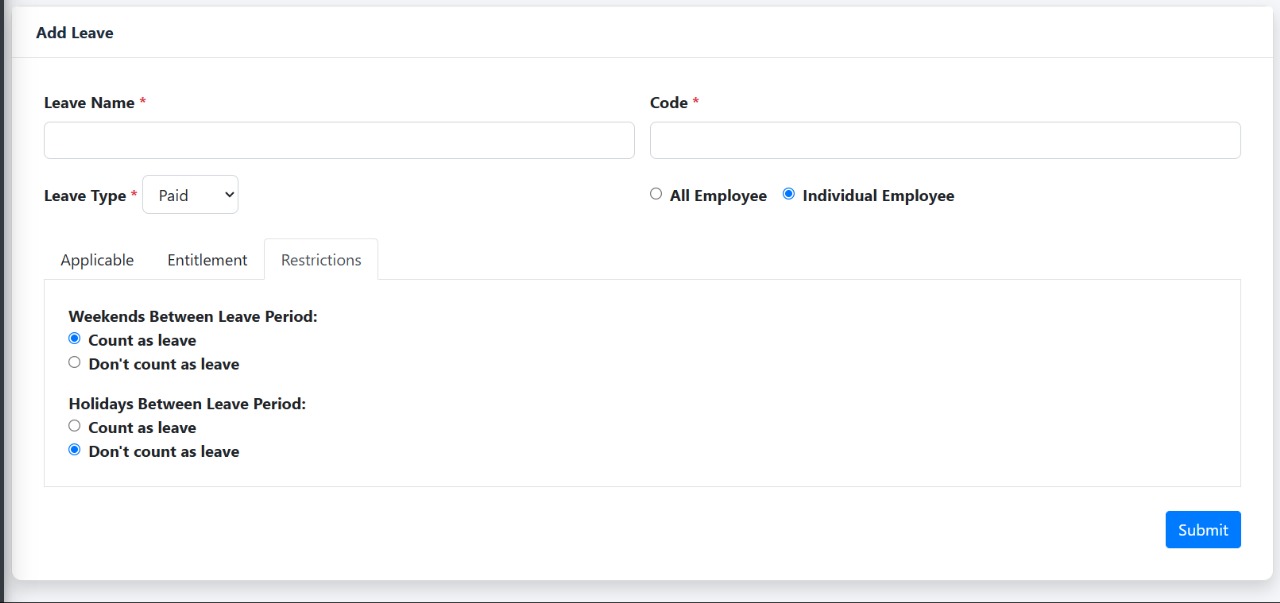 Add Leave
Leave Name *
Code *
Leave Type * Paid
All Employee Individual Employee
Applicable Entitlement Restrictions
Weekends Between Leave Period:
Count as leave
Don't count as leave
Holidays Between Leave Period:
Count as leave
Don't count as leave
Submit